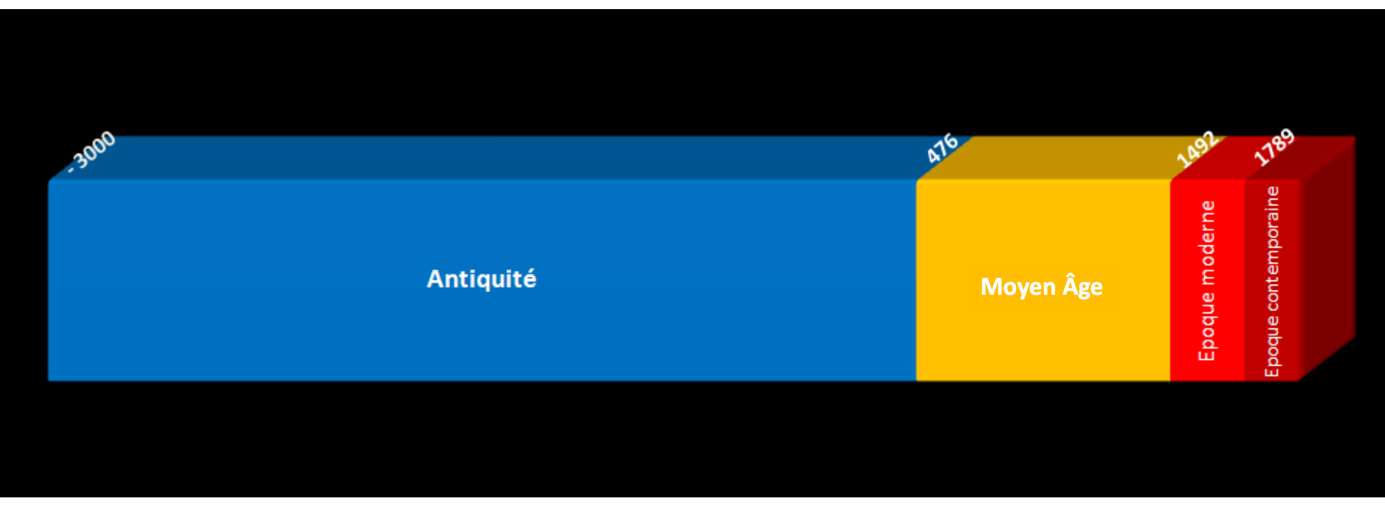 - 3000
476
1492
1789
Antiquité
Moyen Âge
Epoque moderne
Epoque contemporaine